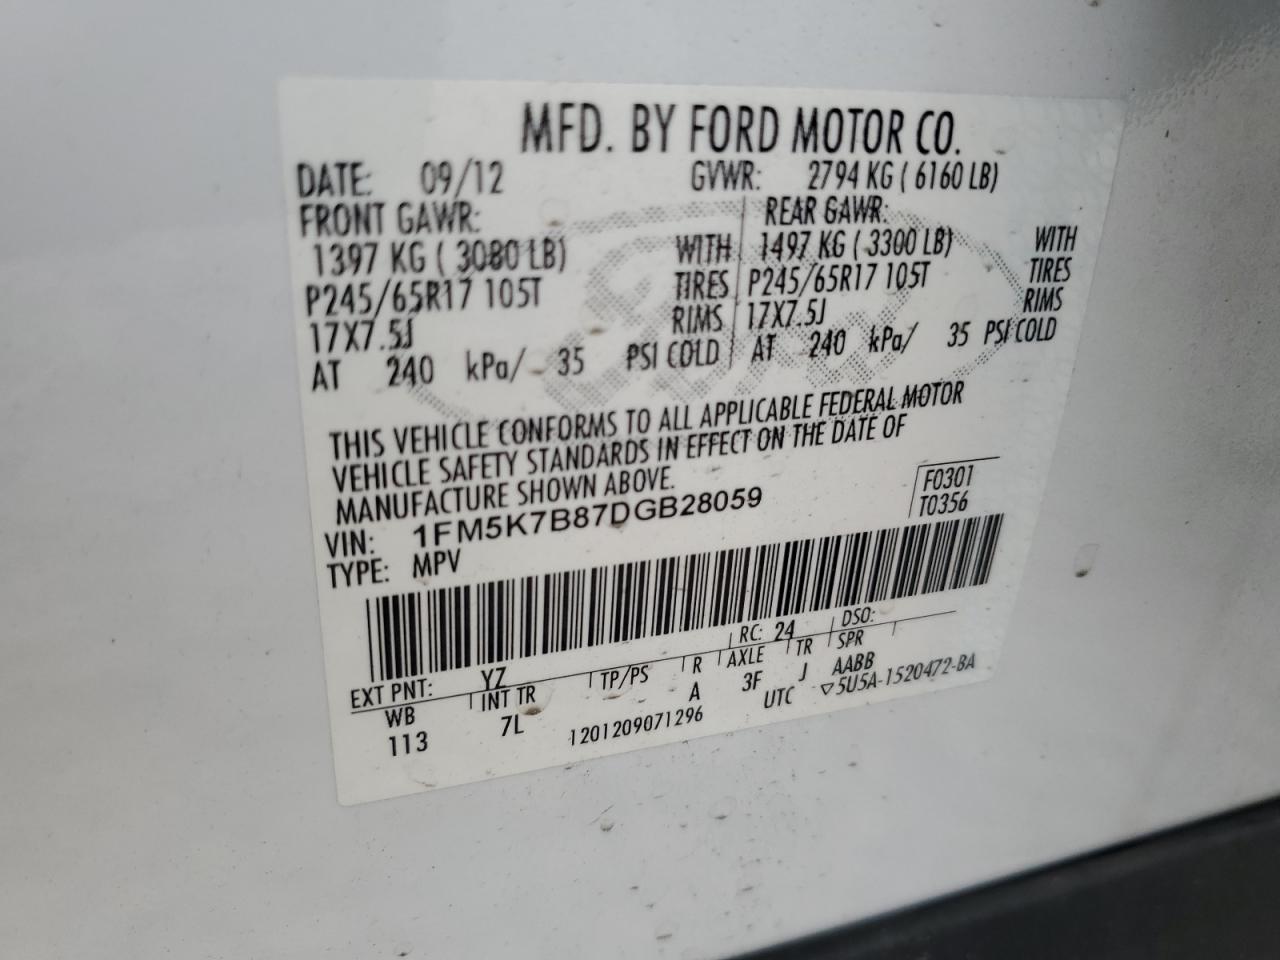 MFD. BY FORD MOTOR CO.
DATE: 09/12 GVWR: 2794 KG ( 6160 LB)
FRONT GAWR: REAR GAWR:
1397 KG ( 3080 LB) WITH 1497 KG ( 3300 LB) WITH
P245/65R17 105T TIRES P245/65R17 105T TIRES
17X7.5J RIMS 17X7.5J RIMS
AT 240 kPa/ 35 PSI COLD AT 240 kPa/ 35 PSI COLD
THIS VEHICLE CONFORMS TO ALL APPLICABLE FEDERAL MOTOR
VEHICLE SAFETY STANDARDS IN EFFECT ON THE DATE OF
MANUFACTURE SHOWN ABOVE.
F0301
VIN: 1FM5K7B87DGB28059 T0356
TYPE: MPV
EXT PNT: YZ RC: 24 DSO:
WB INT TR TP/PS R AXLE TR SPR
113 7L A 3F J AABB
1201209071296 UTC ▽5U5A-1520472-BA